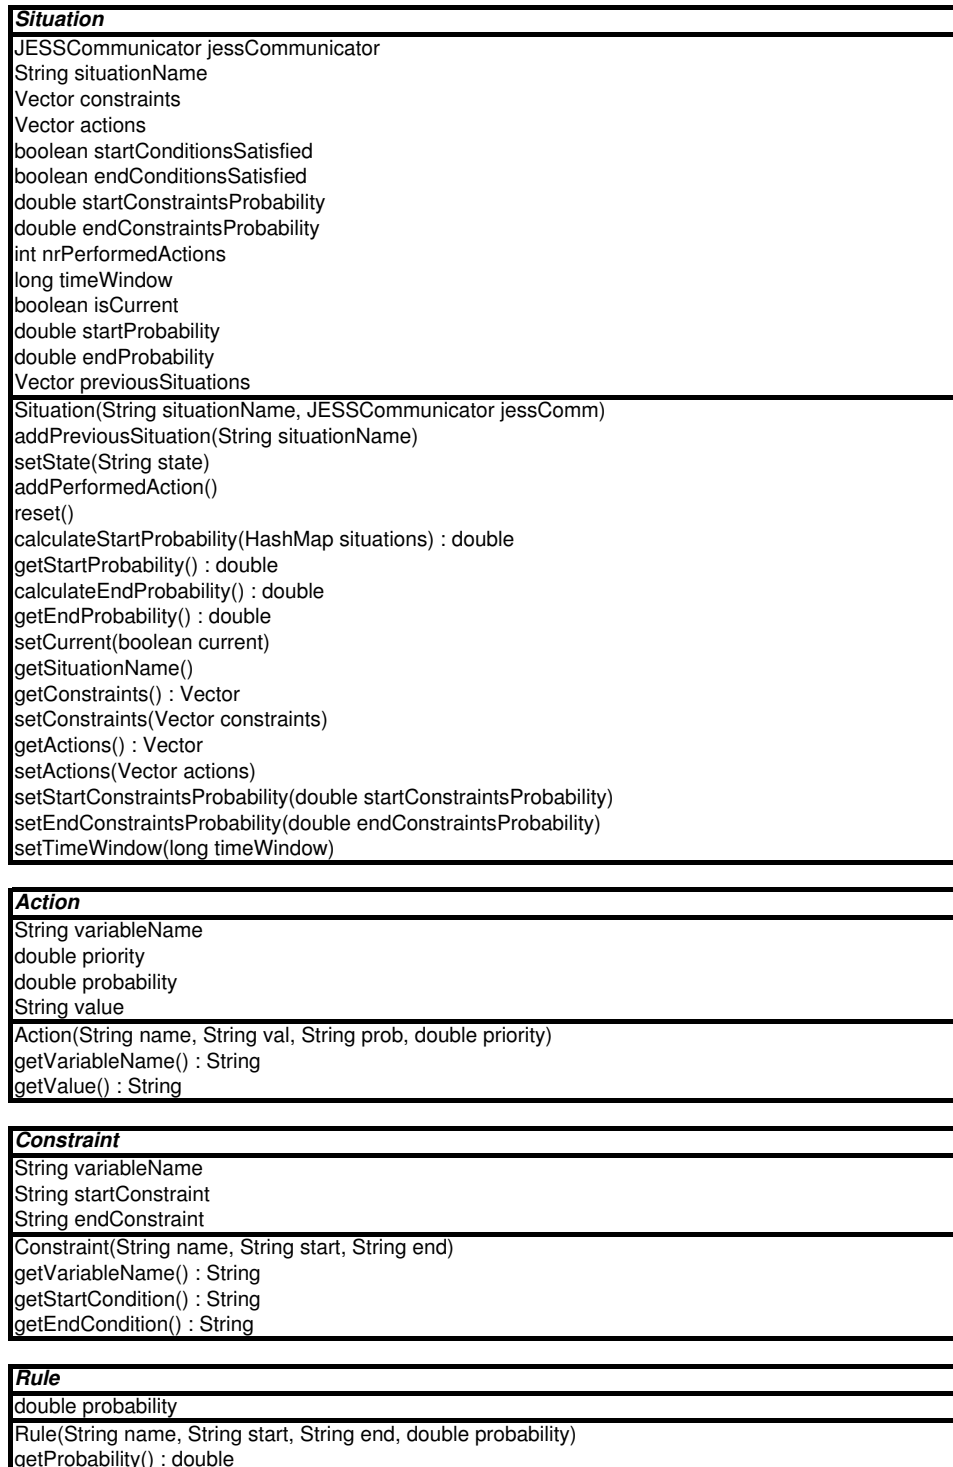 Situation
JESSCommunicator jessCommunicator
String situationName
Vector constraints
Vector actions
boolean startConditionsSatisfied
boolean endConditionsSatisfied
double startConstraintsProbability
double endConstraintsProbability
int nrPerformedActions
long timeWindow
boolean isCurrent
double startProbability
double endProbability
Vector previousSituations
Situation(String situationName, JESSCommunicator jessComm)
addPreviousSituation(String situationName)
setState(String state)
addPerformedAction()
reset()
calculateStartProbability(HashMap situations) : double
getStartProbability() : double
calculateEndProbability() : double
getEndProbability() : double
setCurrent(boolean current)
getSituationName()
getConstraints() : Vector
setConstraints(Vector constraints)
getActions() : Vector
setActions(Vector actions)
setStartConstraintsProbability(double startConstraintsProbability)
setEndConstraintsProbability(double endConstraintsProbability)
setTimeWindow(long timeWindow)
Action
String variableName
double priority
double probability
String value
Action(String name, String val, String prob, double priority)
getVariableName() : String
getValue() : String
Constraint
String variableName
String startConstraint
String endConstraint
Constraint(String name, String start, String end)
getVariableName() : String
getStartCondition() : String
getEndCondition() : String
Rule
double probability
Rule(String name, String start, String end, double probability)
getProbability() : double